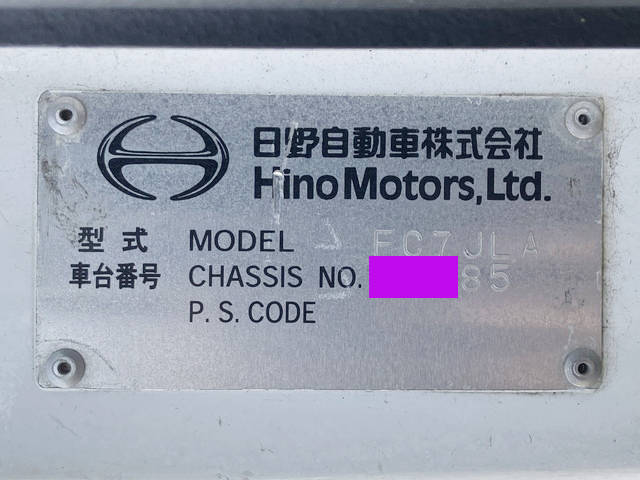 日野自動車株式会社
Hino Motors, Ltd.
型式 MODEL FC7JLA
車台番号 CHASSIS NO. 85
P.S. CODE